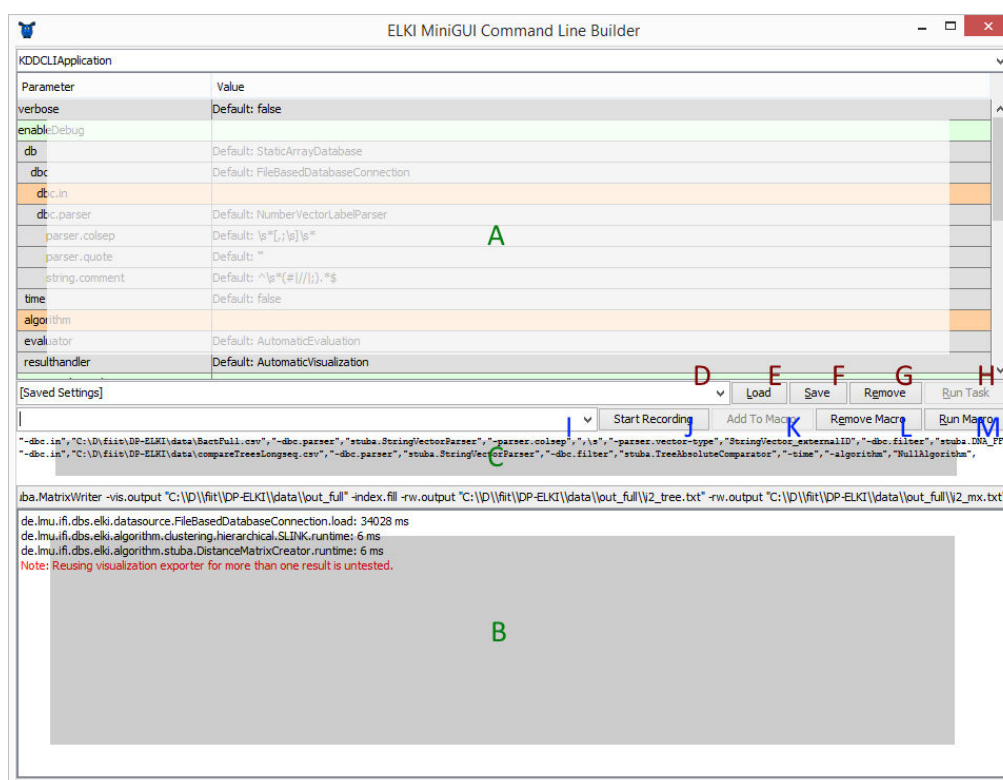 ELKI MiniGUI Command Line Builder
KDDCLIApplication
Parameter Value
verbose Default: false
enableDebug
db Default: StaticArrayDatabase
dbc Default: FileBasedDatabaseConnection
dbc.in
dbc.parser Default: NumberVectorLabelParser
parser.colsep Default: \s*[,;\s]\s*
A
parser.quote Default: "
string.comment Default: ^\s*(#|//|;).*$
time Default: false
algorithm
evaluator Default: AutomaticEvaluation
resulthandler Default: AutomaticVisualization
D E F G H
[Saved Settings] Load Save Remove Run Task
Start Recording Add To Macro Remove Macro Run Macro
I J K L M
"-dbc.in","C:\D\fiit\DP-ELKI\data\BactFull.csv","-dbc.parser","stuba.StringVectorParser","-parser.colsep",",\s","-parser.vector-type","StringVector_externalID","-dbc.filter","stuba.DNA_FF
"-dbc.in","C:\D\fiit\DP-ELKI\data\compareTreesLongseq.csv","-dbc.parser","stuba.StringVectorParser","-dbc.filter","stuba.TreeAbsoluteComparator","-time","-algorithm","NullAlgorithm",
C
uba.MatrixWriter -vis.output "C:\\D\\fiit\\DP-ELKI\\data\\out_full" -index.fill -rw.output "C:\\D\\fiit\\DP-ELKI\\data\\out_full\\j2_tree.txt" -rw.output "C:\\D\\fiit\\DP-ELKI\\data\\out_full\\j2_mx.txt"
de.lmu.ifi.dbs.elki.datasource.FileBasedDatabaseConnection.load: 34028 ms
de.lmu.ifi.dbs.elki.algorithm.clustering.hierarchical.SLINK.runtime: 6 ms
de.lmu.ifi.dbs.elki.algorithm.stuba.DistanceMatrixCreator.runtime: 6 ms
Note: Reusing visualization exporter for more than one result is untested.
B